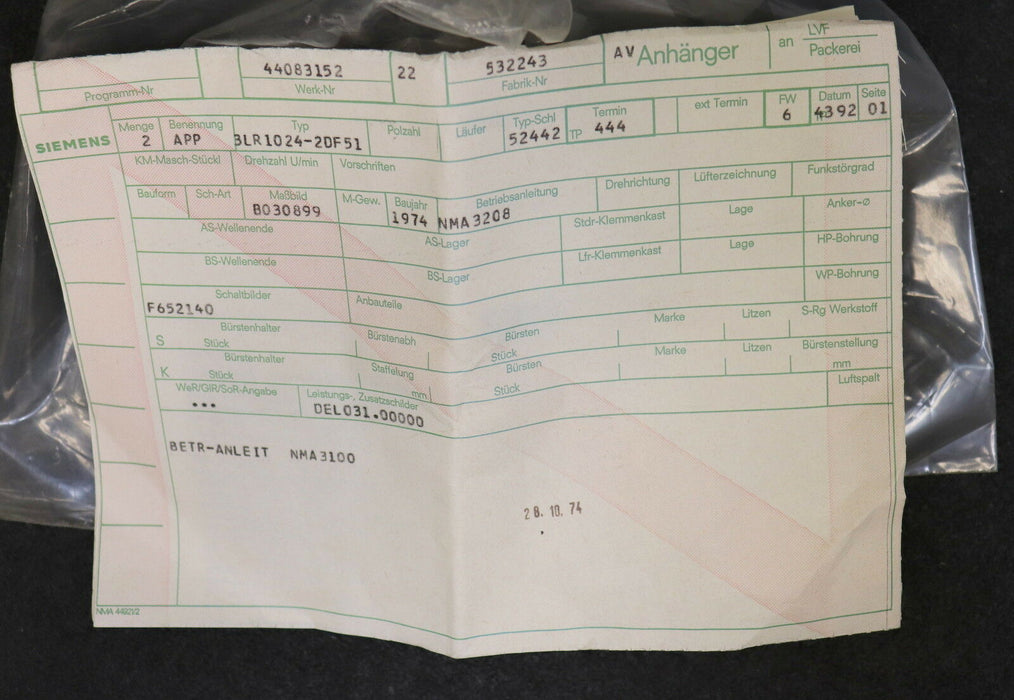 44083152 22 532243 AV Anhänger an LVF
Programm-Nr Werk-Nr Fabrik-Nr Packerei
SIEMENS Menge Benennung Typ Polzahl Läufer Typ-Schl Termin ext Termin FW Datum Seite
2 APP BLR1024-2DF51 52442 TP 444 6 4392 01
KM-Masch-Stückl Drehzahl U/min Vorschriften
Bauform Sch-Art Maßbild M-Gew. Baujahr Betriebsanleitung Drehrichtung Lüfterzeichnung Funkstörgrad
B030899 1974 NMA3208
AS-Wellenende AS-Lager Stdr-Klemmenkast Lage Anker-ø
BS-Wellenende BS-Lager Lfr-Klemmenkast Lage HP-Bohrung
WP-Bohrung
Schaltbilder Anbauteile
F652140
Bürstenhalter Bürstenabh Bürsten Marke Litzen S-Rg Werkstoff
S Stück Stück
Bürstenhalter Staffelung Bürsten Marke Litzen Bürstenstellung
K Stück mm Stück mm
WeR/GIR/SoR-Angabe Leistungs-, Zusatzschilder Luftspalt
... DEL031.00000
BETR-ANLEIT NMA3100
28. 10. 74
NMA 44921/2